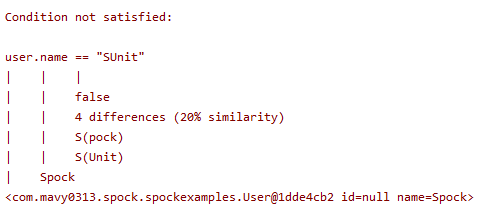 Condition not satisfied:

user.name == "SUnit"
|    |    |
|    |    false
|    |    4 differences (20% similarity)
|    |    S(pock)
|    |    S(Unit)
|    Spock
<com.mavy0313.spock.spockexamples.User@1dde4cb2 id=null name=Spock>